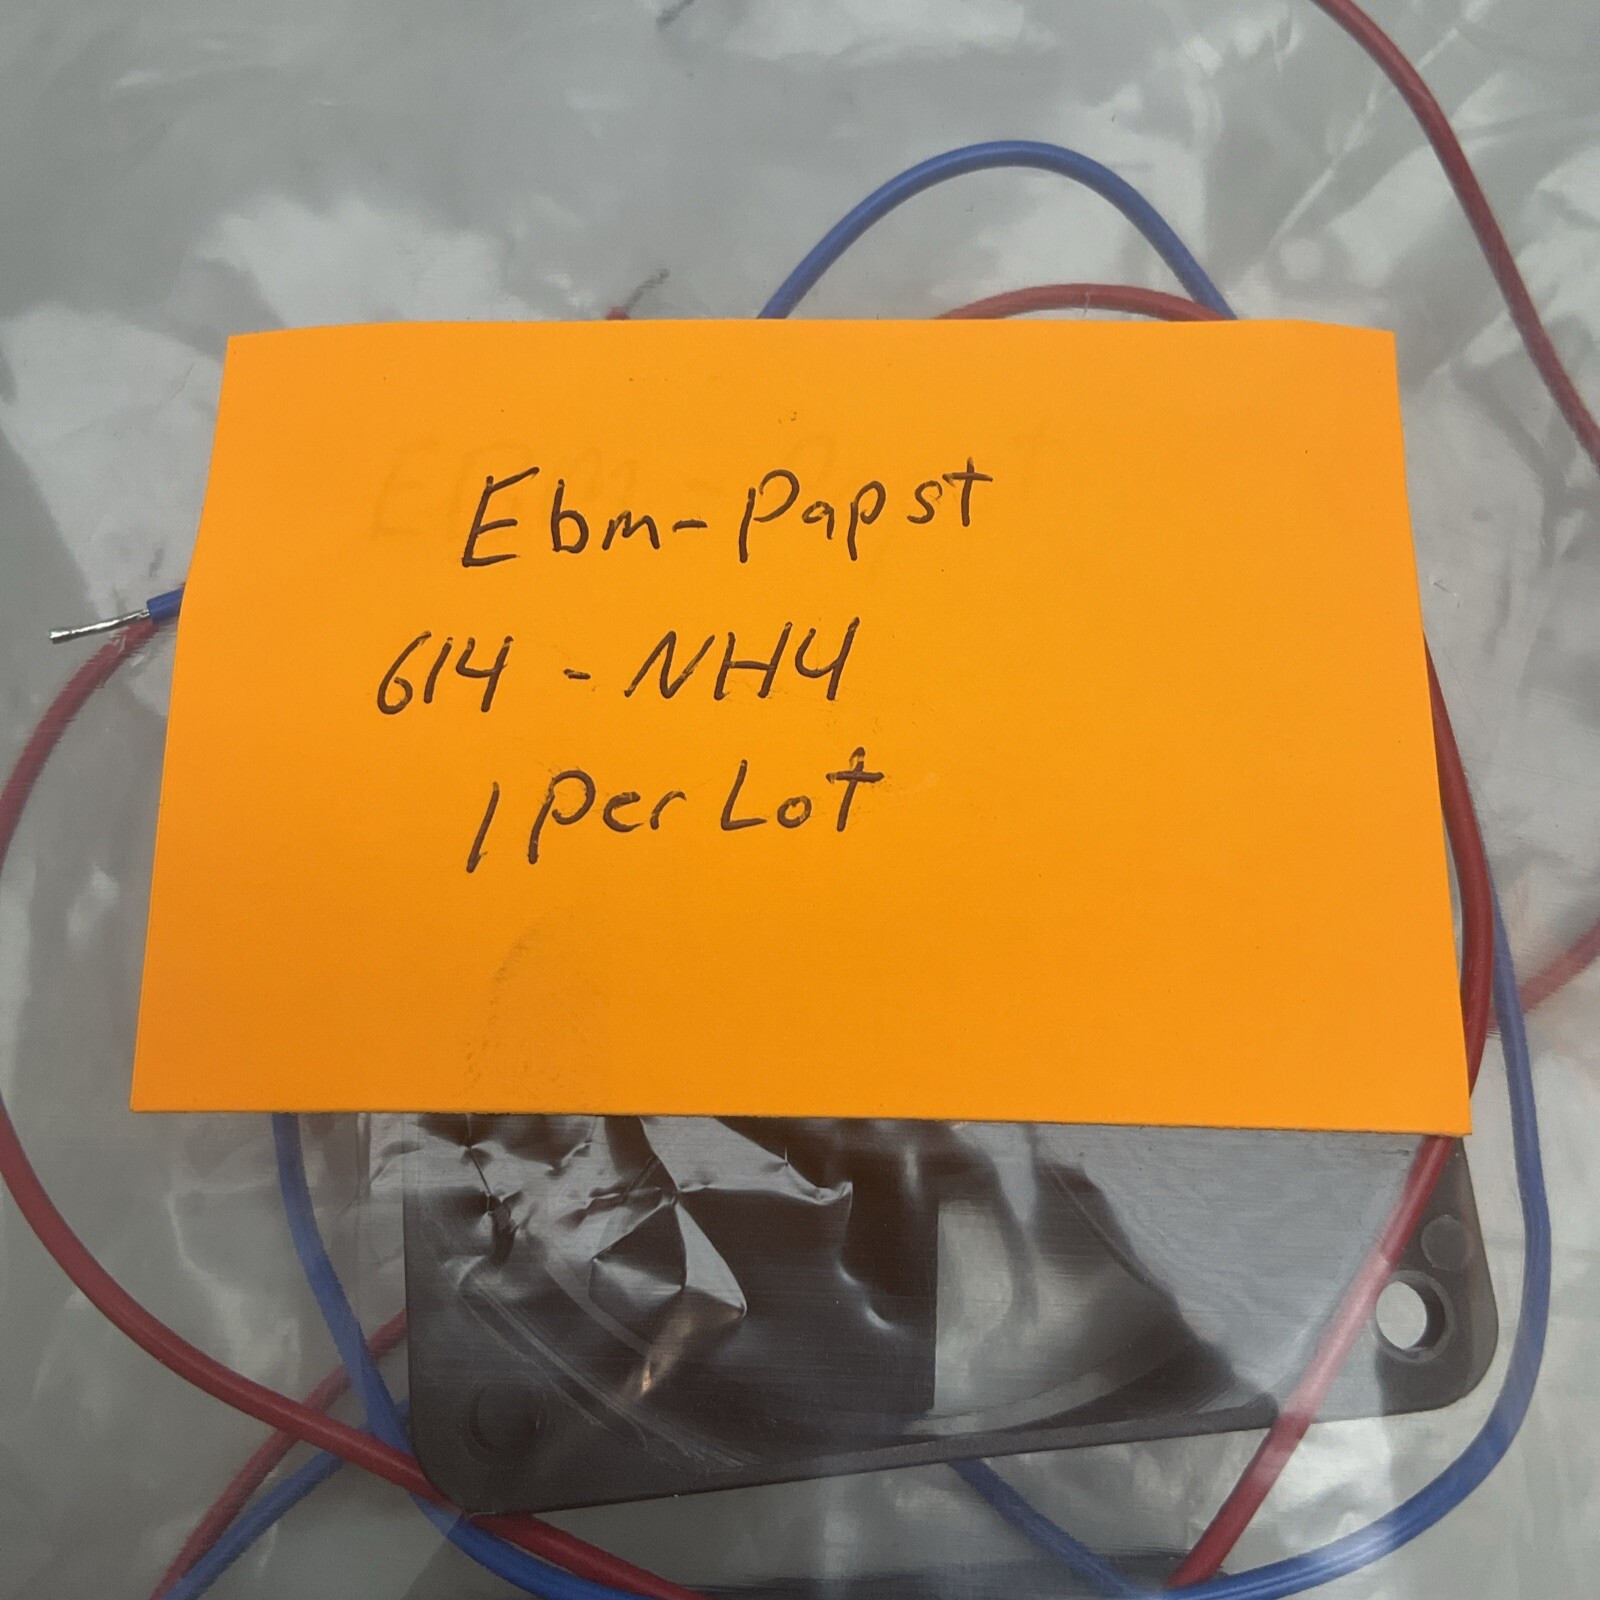 Ebm-Papst
614-NH4
1 Per Lot